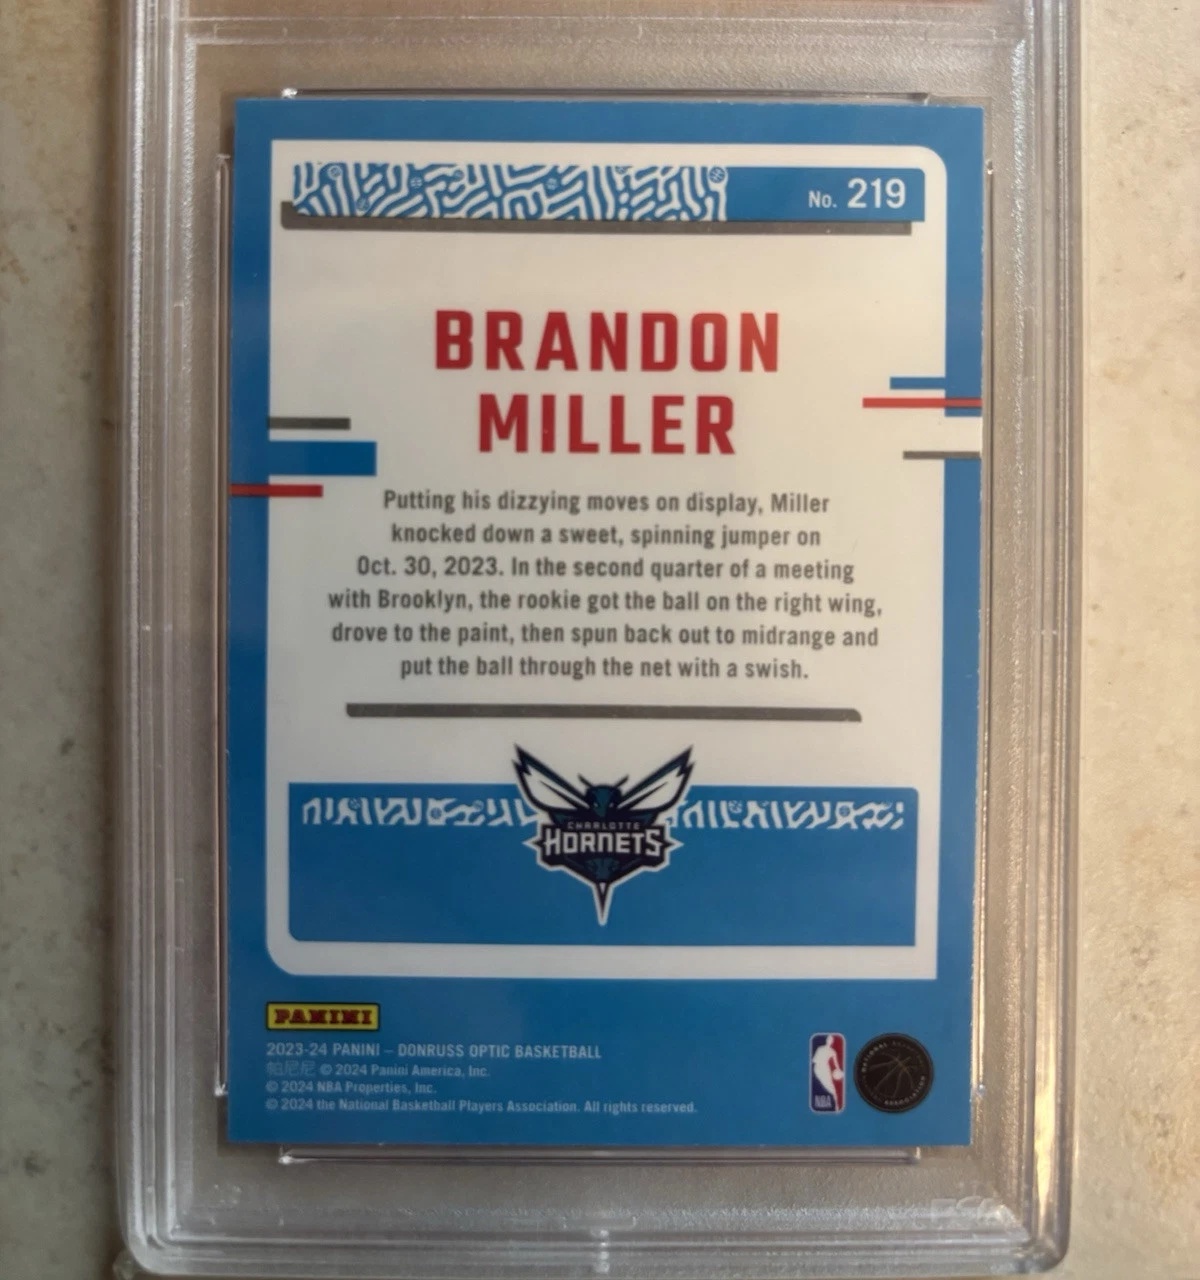 No. 219
BRANDON
MILLER
Putting his dizzying moves on display, Miller
knocked down a sweet, spinning jumper on
Oct. 30, 2023. In the second quarter of a meeting
with Brooklyn, the rookie got the ball on the right wing,
drove to the paint, then spun back out to midrange and
put the ball through the net with a swish.
CHARLOTTE
HORNETS
PANINI
2023-24 PANINI – DONRUSS OPTIC BASKETBALL
帕尼尼 © 2024 Panini America, Inc.
© 2024 NBA Properties, Inc.
© 2024 the National Basketball Players Association. All rights reserved.
NBA